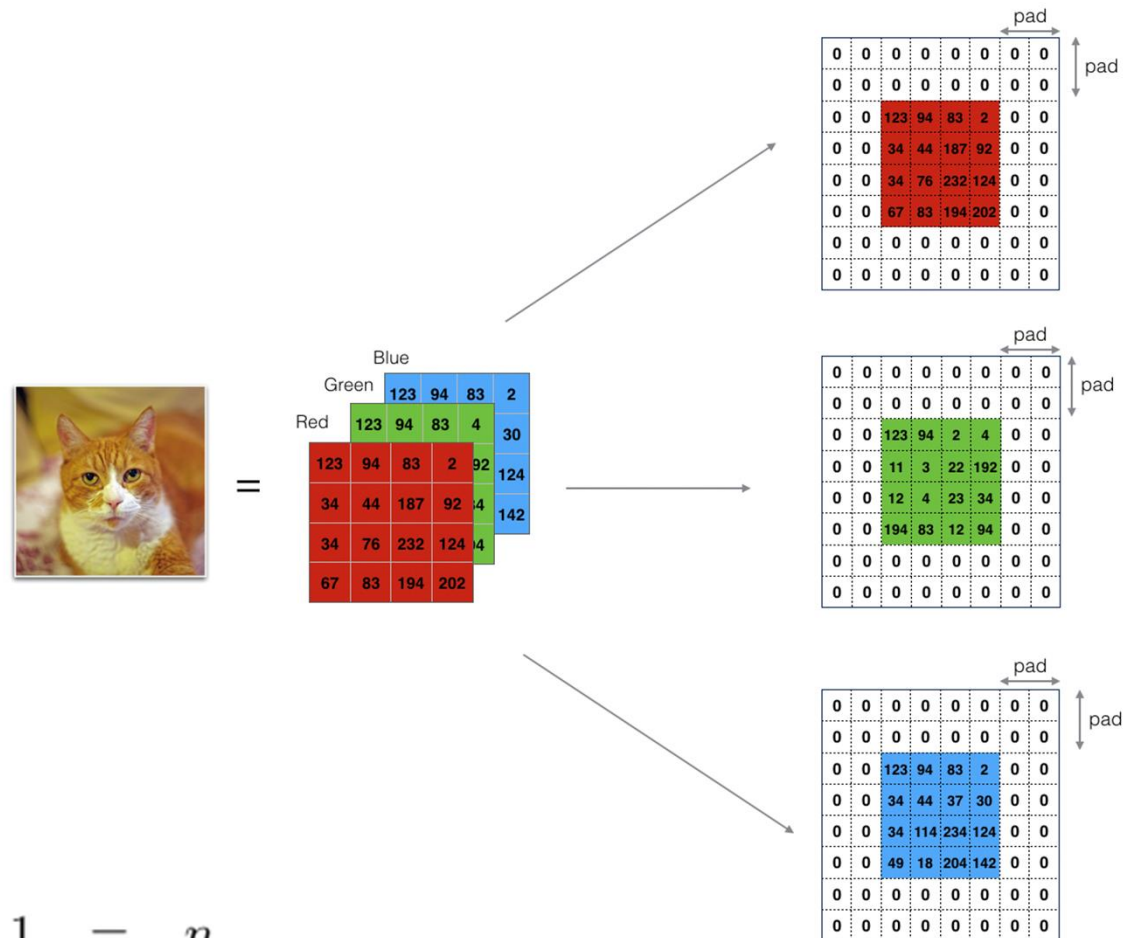 pad
0 0 0 0 0 0 0 0
pad
0 0 0 0 0 0 0 0
0 0 123 94 83 2 0 0
0 0 34 44 187 92 0 0
0 0 34 76 232 124 0 0
0 0 67 83 194 202 0 0
0 0 0 0 0 0 0 0
0 0 0 0 0 0 0 0
Blue
123 94 83 2
30
124
142
Green
123 94 83 4
92
34
94
Red
123 94 83 2
34 44 187 92
34 76 232 124
67 83 194 202
=
pad
0 0 0 0 0 0 0 0
pad
0 0 0 0 0 0 0 0
0 0 123 94 2 4 0 0
0 0 11 3 22 192 0 0
0 0 12 4 23 34 0 0
0 0 194 83 12 94 0 0
0 0 0 0 0 0 0 0
0 0 0 0 0 0 0 0
pad
0 0 0 0 0 0 0 0
pad
0 0 0 0 0 0 0 0
0 0 123 94 83 2 0 0
0 0 34 44 37 30 0 0
0 0 34 114 234 124 0 0
0 0 49 18 204 142 0 0
0 0 0 0 0 0 0 0
0 0 0 0 0 0 0 0